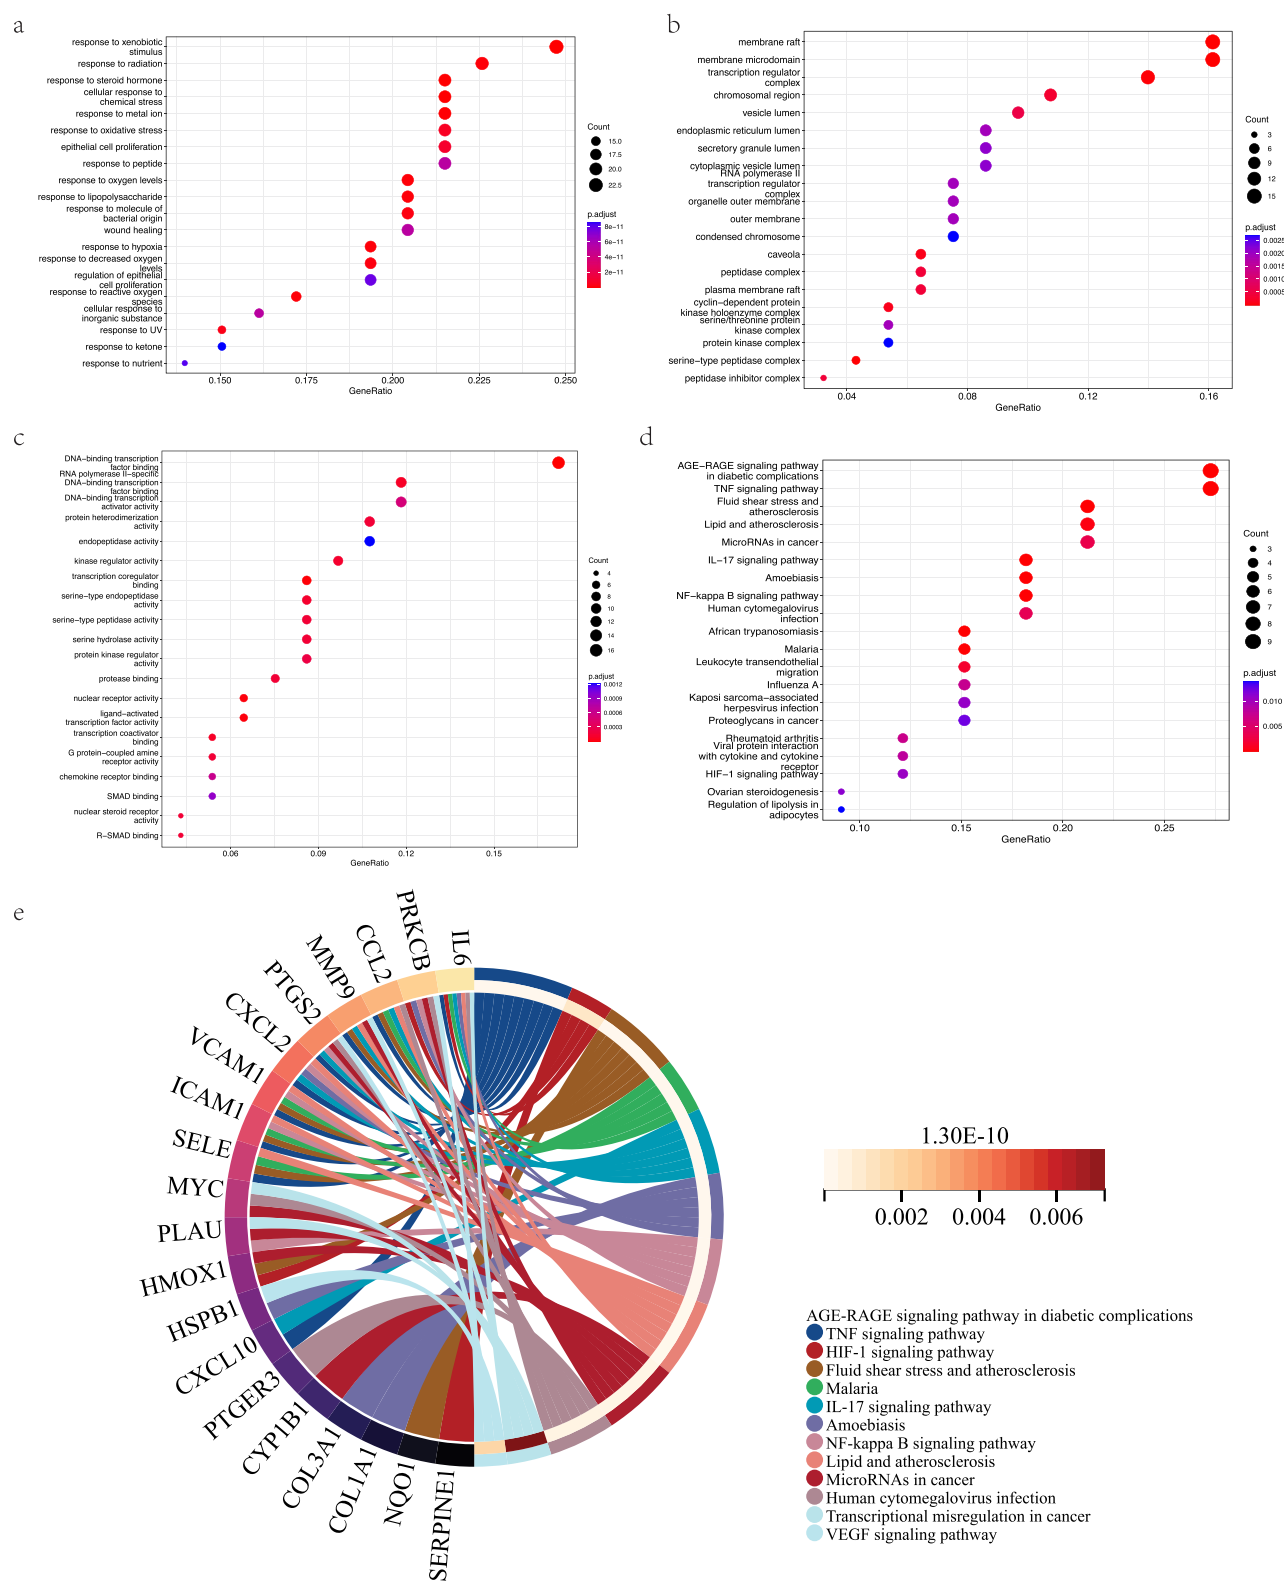 a
response to xenobiotic
stimulus
response to radiation
response to steroid hormone
cellular response to
chemical stress
response to metal ion
response to oxidative stress
epithelial cell proliferation
response to peptide
response to oxygen levels
response to lipopolysaccharide
response to molecule of
bacterial origin
wound healing
response to hypoxia
response to decreased oxygen
levels
regulation of epithelial
cell proliferation
response to reactive oxygen
species
cellular response to
inorganic substance
response to UV
response to ketone
response to nutrient
0.150 0.175 0.200 0.225 0.250
GeneRatio
Count
15.0
17.5
20.0
22.5
p.adjust
8e−11
6e−11
4e−11
2e−11
b
membrane raft
membrane microdomain
transcription regulator
complex
chromosomal region
vesicle lumen
endoplasmic reticulum lumen
secretory granule lumen
cytoplasmic vesicle lumen
RNA polymerase II
transcription regulator
complex
organelle outer membrane
outer membrane
condensed chromosome
caveola
peptidase complex
plasma membrane raft
cyclin−dependent protein
kinase holoenzyme complex
serine/threonine protein
kinase complex
protein kinase complex
serine−type peptidase complex
peptidase inhibitor complex
0.04 0.08 0.12 0.16
GeneRatio
Count
3
6
9
12
15
p.adjust
0.0025
0.0020
0.0015
0.0010
0.0005
c
DNA−binding transcription
factor binding
RNA polymerase II−specific
DNA−binding transcription
factor binding
DNA−binding transcription
activator activity
protein heterodimerization
activity
endopeptidase activity
kinase regulator activity
transcription coregulator
binding
serine−type endopeptidase
activity
serine−type peptidase activity
serine hydrolase activity
protein kinase regulator
activity
protease binding
nuclear receptor activity
ligand−activated
transcription factor activity
transcription coactivator
binding
G protein−coupled amine
receptor activity
chemokine receptor binding
SMAD binding
nuclear steroid receptor
activity
R−SMAD binding
0.06 0.09 0.12 0.15
GeneRatio
Count
4
6
8
10
12
14
16
p.adjust
0.0012
0.0009
0.0006
0.0003
d
AGE−RAGE signaling pathway
in diabetic complications
TNF signaling pathway
Fluid shear stress and
atherosclerosis
Lipid and atherosclerosis
MicroRNAs in cancer
IL−17 signaling pathway
Amoebiasis
NF−kappa B signaling pathway
Human cytomegalovirus
infection
African trypanosomiasis
Malaria
Leukocyte transendothelial
migration
Influenza A
Kaposi sarcoma−associated
herpesvirus infection
Proteoglycans in cancer
Rheumatoid arthritis
Viral protein interaction
with cytokine and cytokine
receptor
HIF−1 signaling pathway
Ovarian steroidogenesis
Regulation of lipolysis in
adipocytes
0.10 0.15 0.20 0.25
GeneRatio
Count
3
4
5
6
7
8
9
p.adjust
0.010
0.005
e
IL6
PRKCB
CCL2
MMP9
PTGS2
CXCL2
VCAM1
ICAM1
SELE
MYC
PLAU
HMOX1
HSPB1
CXCL10
PTGER3
CYP1B1
COL3A1
COL1A1
NQO1
SERPINE1
1.30E-10
0.002 0.004 0.006
AGE-RAGE signaling pathway in diabetic complications
TNF signaling pathway
HIF-1 signaling pathway
Fluid shear stress and atherosclerosis
Malaria
IL-17 signaling pathway
Amoebiasis
NF-kappa B signaling pathway
Lipid and atherosclerosis
MicroRNAs in cancer
Human cytomegalovirus infection
Transcriptional misregulation in cancer
VEGF signaling pathway